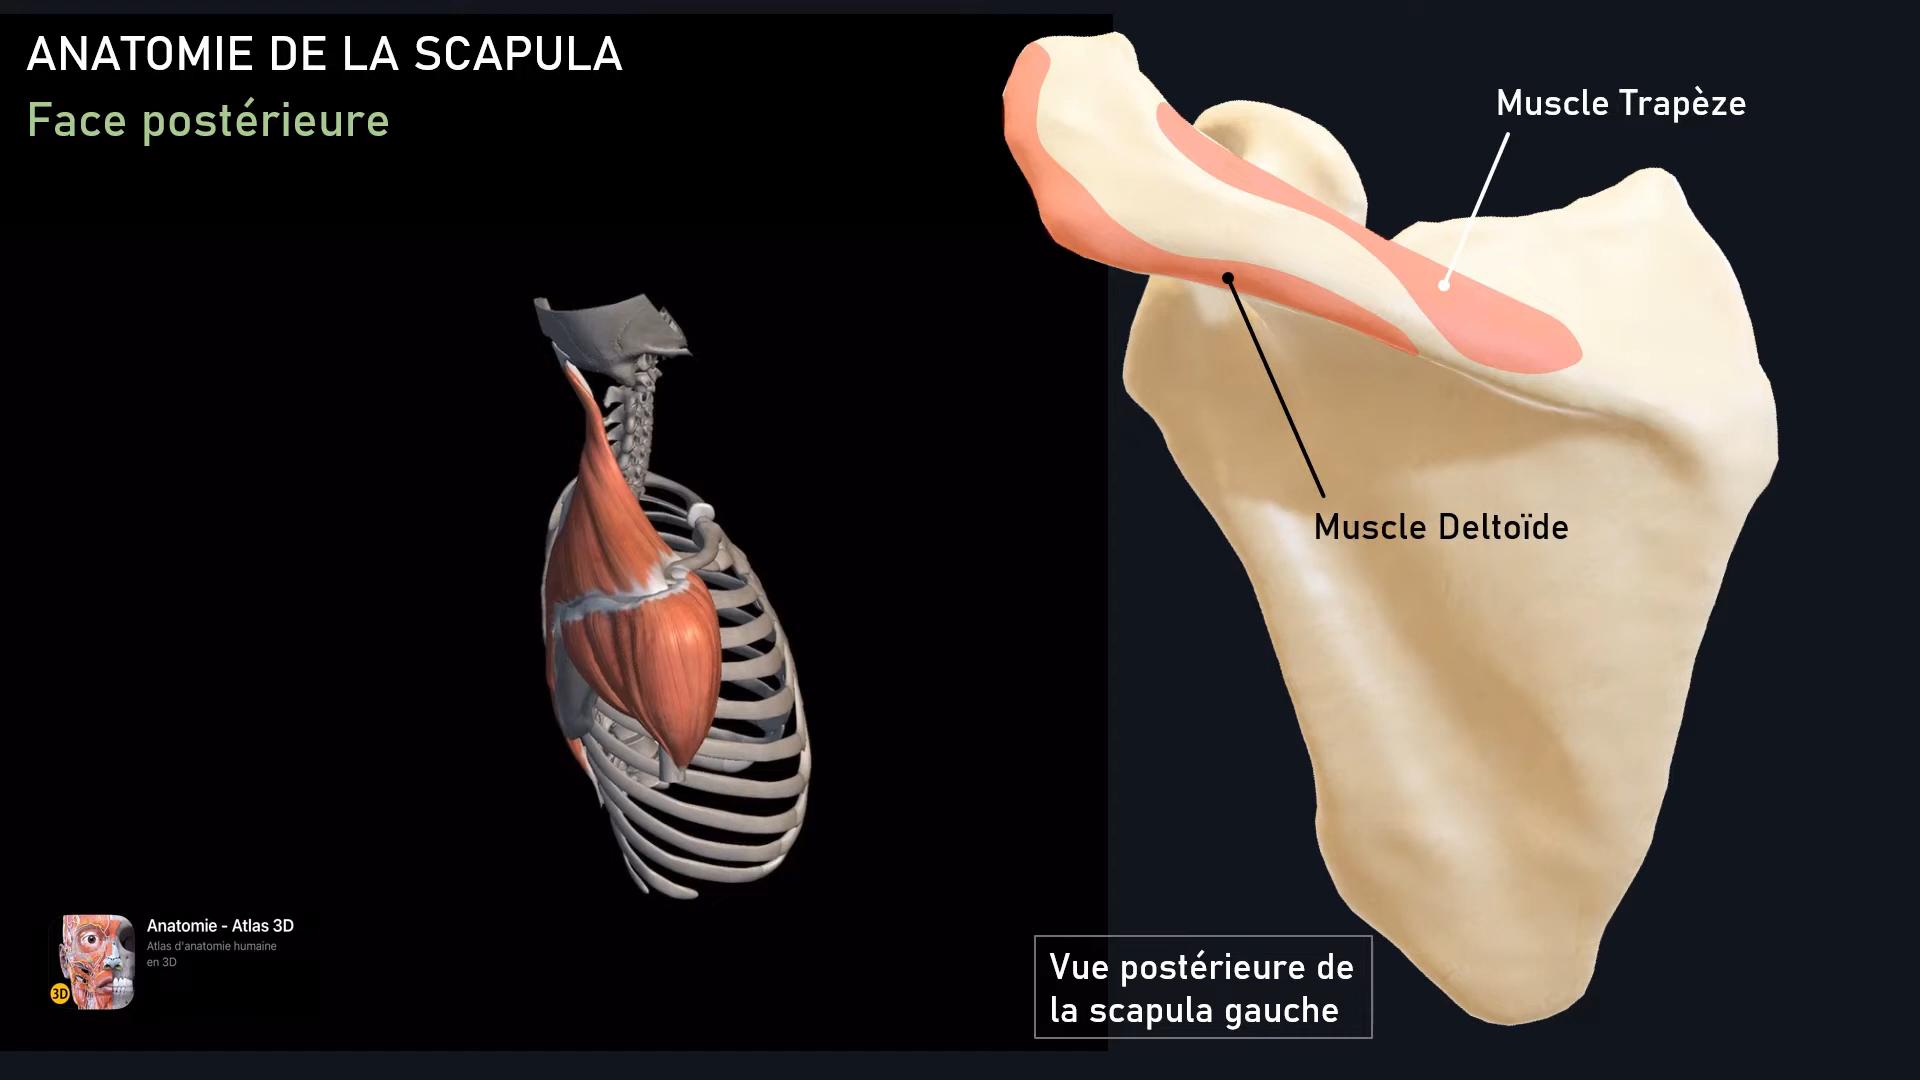 ANATOMIE DE LA SCAPULA
Face postérieure
Muscle Trapèze
Muscle Deltoïde
Anatomie - Atlas 3D
Atlas d'anatomie humaine
en 3D
3D
Vue postérieure de
la scapula gauche